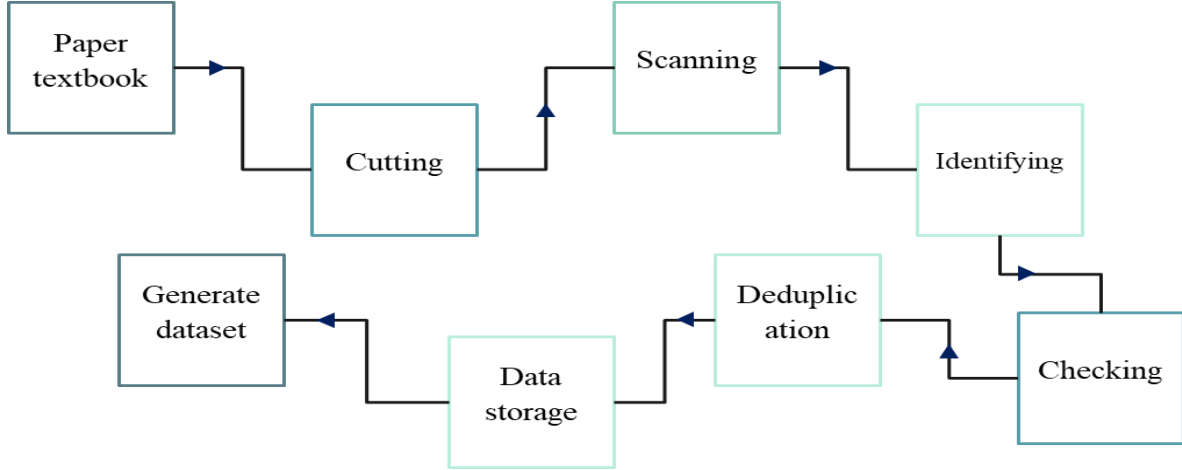 Paper
textbook
Cutting
Scanning
Identifying
Checking
Deduplic
ation
Data
storage
Generate
dataset